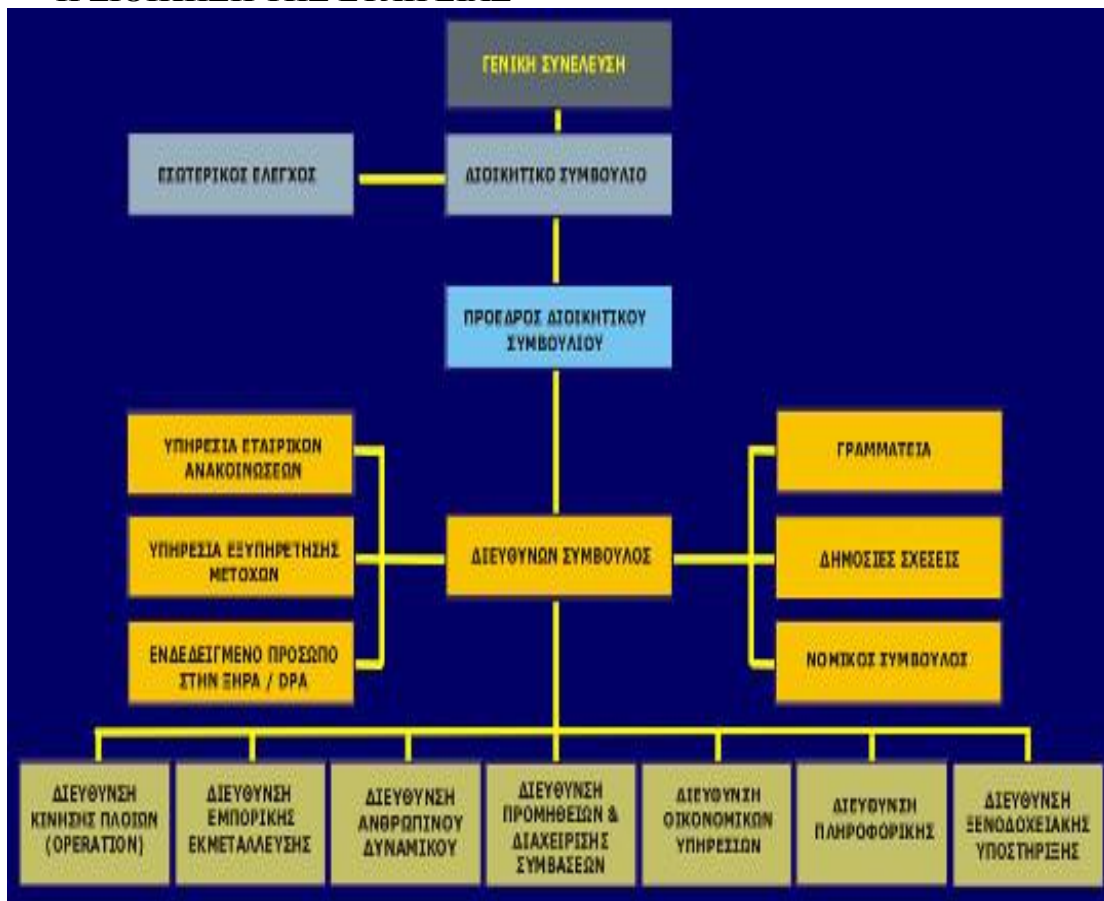 ΓΕΝΙΚΗ ΣΥΝΕΛΕΥΣΗ
ΕΣΩΤΕΡΙΚΟΣ ΕΛΕΓΧΟΣ
ΔΙΟΙΚΗΤΙΚΟ ΣΥΜΒΟΥΛΙΟ
ΠΡΟΕΔΡΟΣ ΔΙΟΙΚΗΤΙΚΟΥ
ΣΥΜΒΟΥΛΙΟΥ
ΥΠΗΡΕΣΙΑ ΕΤΑΙΡΙΚΩΝ
ΑΝΑΚΟΙΝΩΣΕΩΝ
ΓΡΑΜΜΑΤΕΙΑ
ΥΠΗΡΕΣΙΑ ΕΞΥΠΗΡΕΤΗΣΗΣ
ΜΕΤΟΧΩΝ
ΔΙΕΥΘΥΝΩΝ ΣΥΜΒΟΥΛΟΣ
ΔΗΜΟΣΙΕΣ ΣΧΕΣΕΙΣ
ΕΝΔΕΔΕΙΓΜΕΝΟ ΠΡΟΣΩΠΟ
ΣΤΗΝ ΞΗΡΑ / DPA
ΝΟΜΙΚΟΣ ΣΥΜΒΟΥΛΟΣ
ΔΙΕΥΘΥΝΣΗ
ΚΙΝΗΣΗΣ ΠΛΟΙΩΝ
(OPERATION)
ΔΙΕΥΘΥΝΣΗ
ΕΜΠΟΡΙΚΗΣ
ΕΚΜΕΤΑΛΛΕΥΣΗΣ
ΔΙΕΥΘΥΝΣΗ
ΑΝΘΡΩΠΙΝΟΥ
ΔΥΝΑΜΙΚΟΥ
ΔΙΕΥΘΥΝΣΗ
ΠΡΟΜΗΘΕΙΩΝ &
ΔΙΑΧΕΙΡΙΣΗΣ
ΣΥΜΒΑΣΕΩΝ
ΔΙΕΥΘΥΝΣΗ
ΟΙΚΟΝΟΜΙΚΩΝ
ΥΠΗΡΕΣΙΩΝ
ΔΙΕΥΘΥΝΣΗ
ΠΛΗΡΟΦΟΡΙΚΗΣ
ΔΙΕΥΘΥΝΣΗ
ΞΕΝΟΔΟΧΕΙΑΚΗΣ
ΥΠΟΣΤΗΡΙΞΗΣ